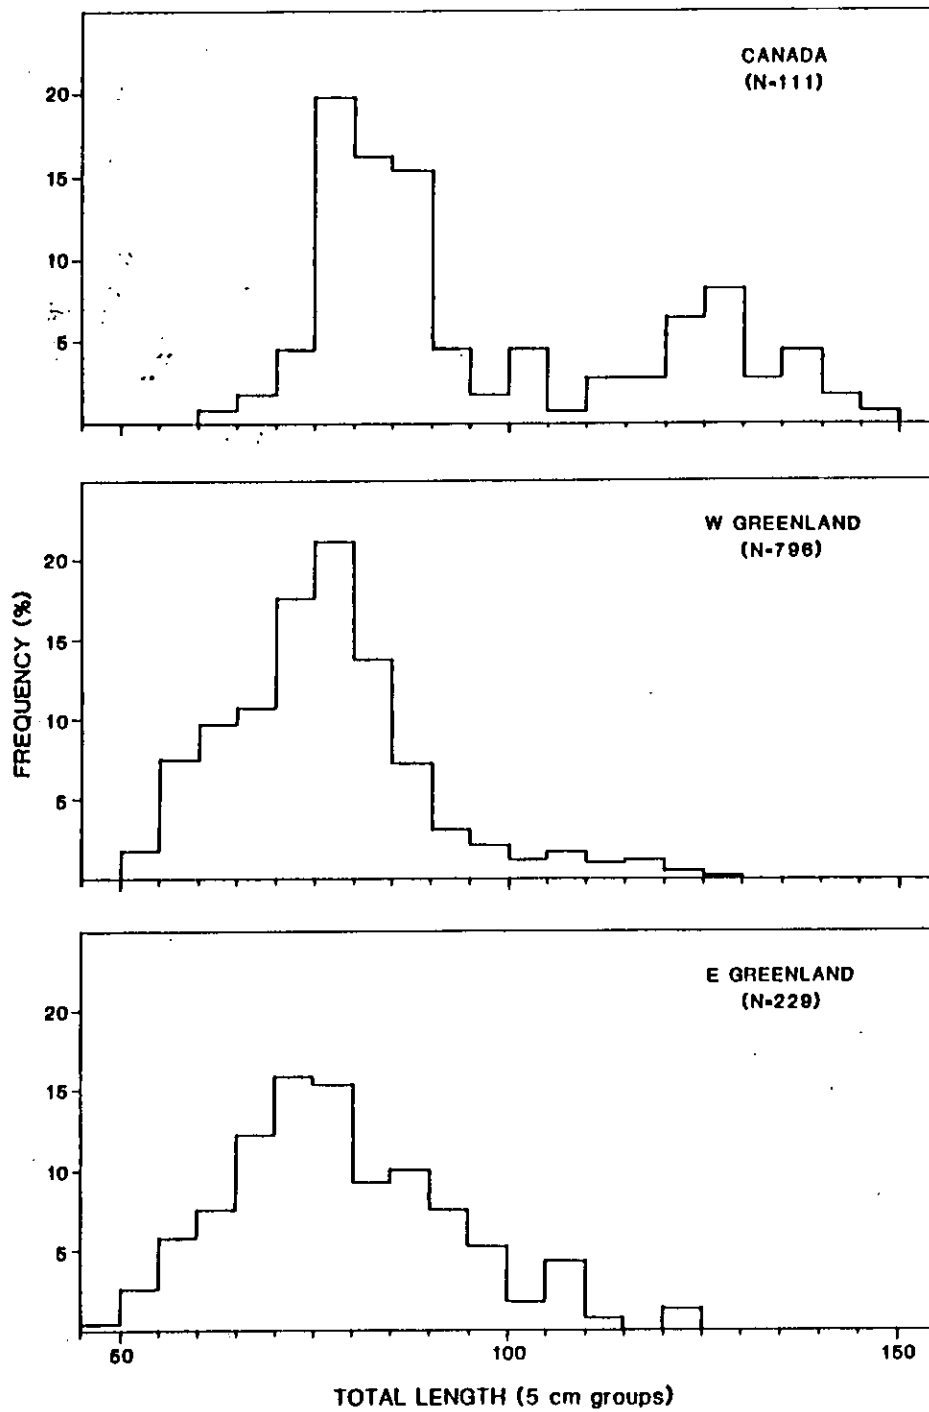 CANADA
(N=111)
20
15
10
5
W GREENLAND
(N=796)
20
15
10
5
FREQUENCY (%)
E GREENLAND
(N=229)
20
15
10
5
50
100
150
TOTAL LENGTH (5 cm groups)